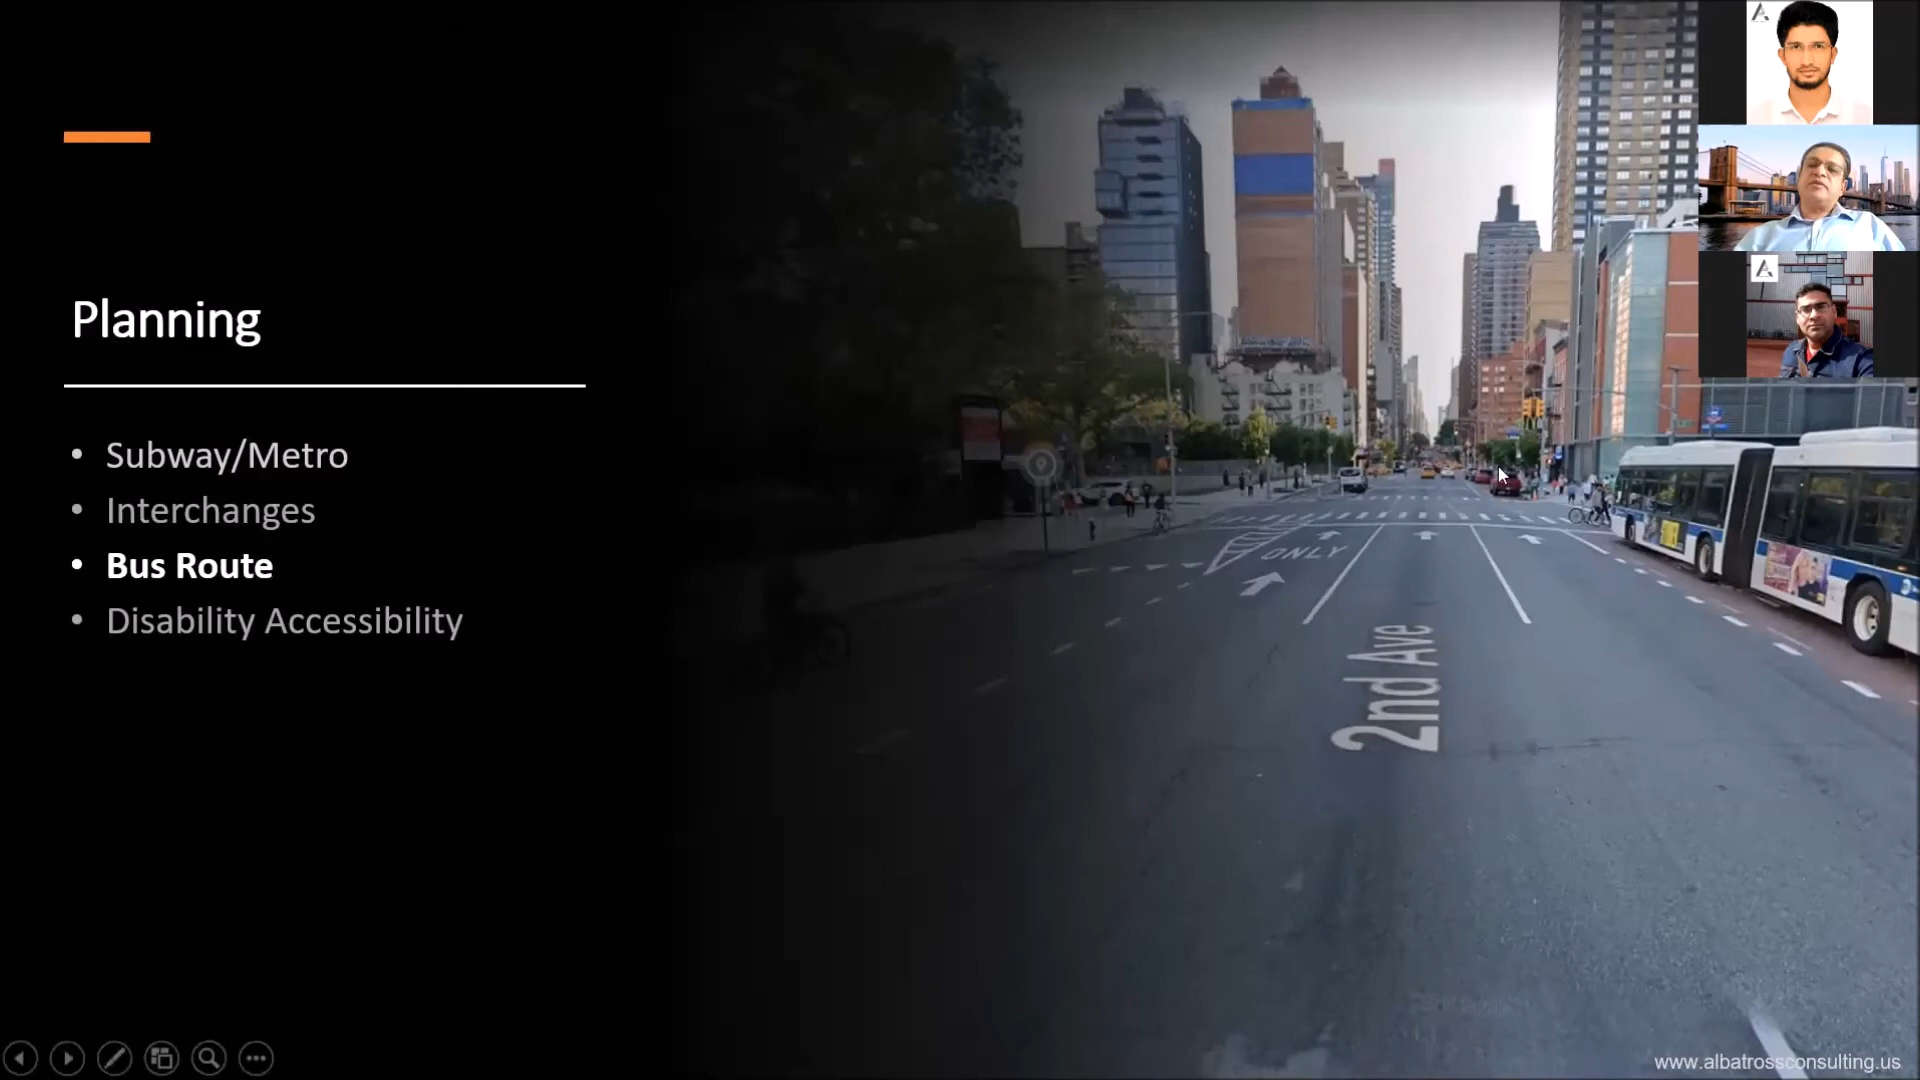 Planning
• Subway/Metro
• Interchanges
• Bus Route
• Disability Accessibility
ONLY
2nd Ave
www.albatrossconsulting.us